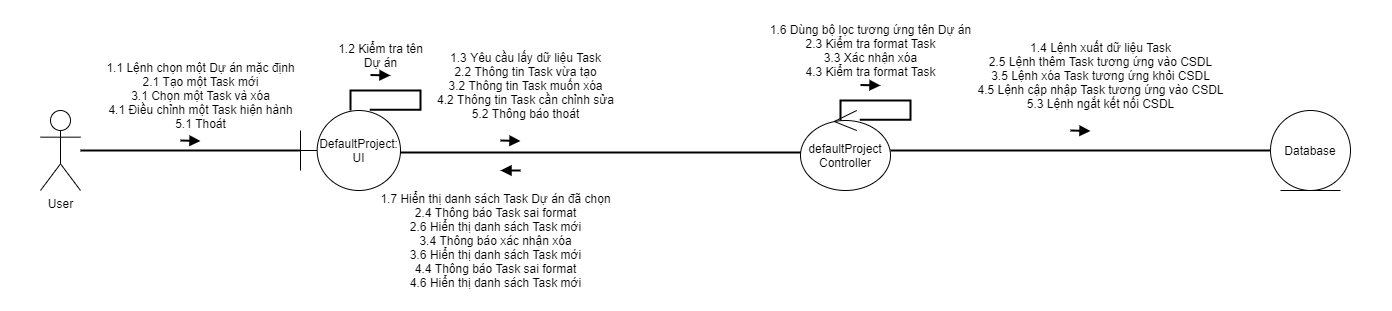 1.1 Lệnh chọn một Dự án mặc định
2.1 Tạo một Task mới
3.1 Chọn một Task và xóa
4.1 Điều chỉnh một Task hiện hành
5.1 Thoát
User
1.2 Kiểm tra tên
Dự án
DefaultProject:
UI
1.3 Yêu cầu lấy dữ liệu Task
2.2 Thông tin Task vừa tạo
3.2 Thông tin Task muốn xóa
4.2 Thông tin Task cần chỉnh sửa
5.2 Thông báo thoát
1.7 Hiển thị danh sách Task Dự án đã chọn
2.4 Thông báo Task sai format
2.6 Hiển thị danh sách Task mới
3.4 Thông báo xác nhận xóa
3.6 Hiển thị danh sách Task mới
4.4 Thông báo Task sai format
4.6 Hiển thị danh sách Task mới
1.6 Dùng bộ lọc tương ứng tên Dự án
2.3 Kiểm tra format Task
3.3 Xác nhận xóa
4.3 Kiểm tra format Task
defaultProject
Controller
1.4 Lệnh xuất dữ liệu Task
2.5 Lệnh thêm Task tương ứng vào CSDL
3.5 Lệnh xóa Task tương ứng khỏi CSDL
4.5 Lệnh cập nhập Task tương ứng vào CSDL
5.3 Lệnh ngắt kết nối CSDL
Database